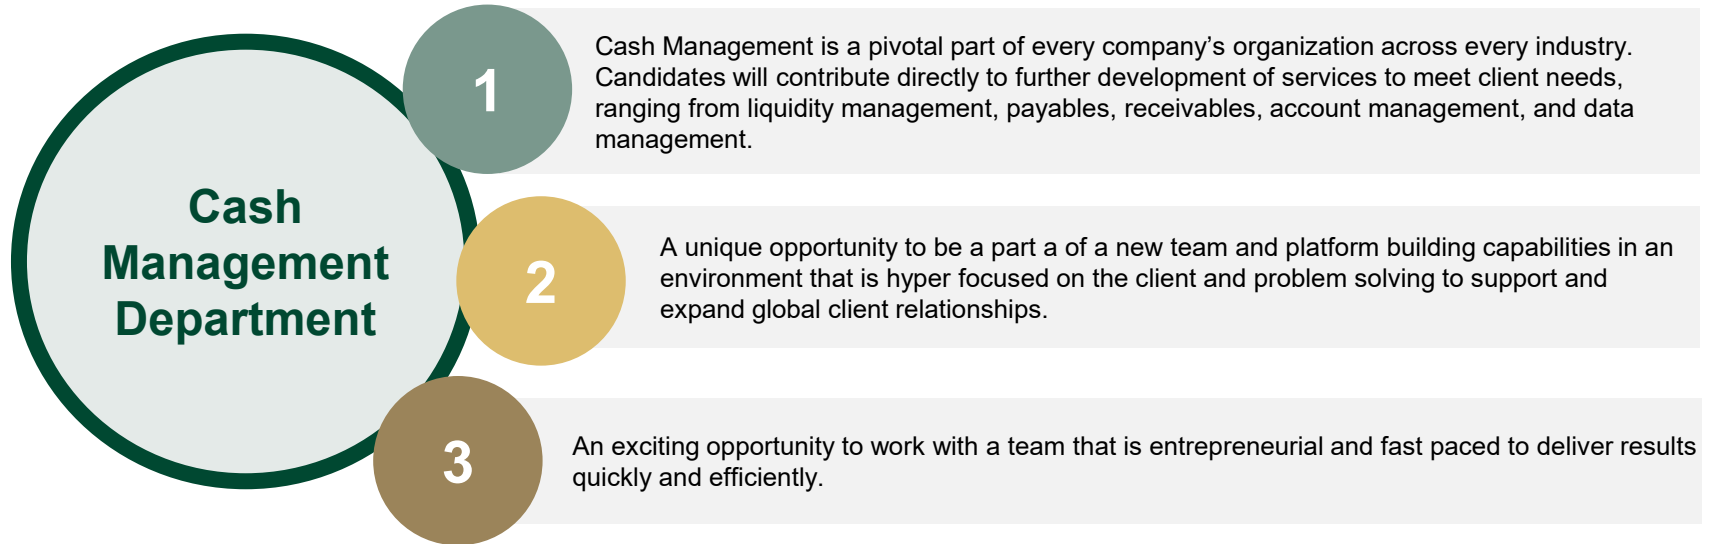 Cash
Management
Department
1
Cash Management is a pivotal part of every company’s organization across every industry.
Candidates will contribute directly to further development of services to meet client needs,
ranging from liquidity management, payables, receivables, account management, and data
management.
2
A unique opportunity to be a part a of a new team and platform building capabilities in an
environment that is hyper focused on the client and problem solving to support and
expand global client relationships.
3
An exciting opportunity to work with a team that is entrepreneurial and fast paced to deliver results
quickly and efficiently.